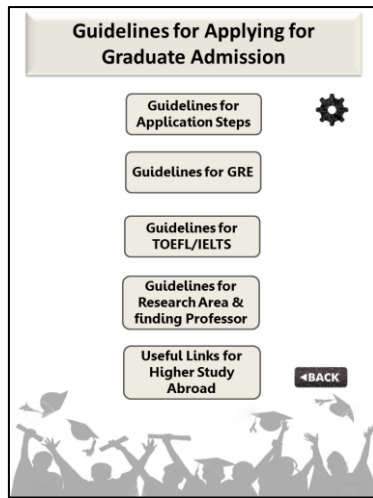 Guidelines for Applying for
Graduate Admission
Guidelines for
Application Steps
Guidelines for GRE
Guidelines for
TOEFL/IELTS
Guidelines for
Research Area &
finding Professor
Useful Links for
Higher Study
Abroad
◄BACK